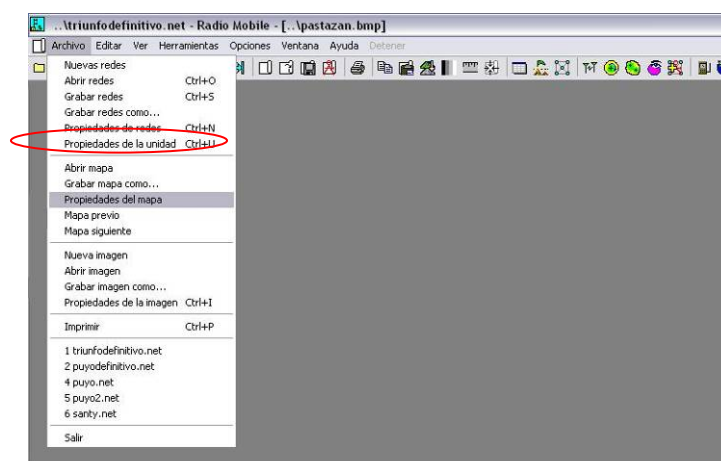 ..\triunfodefinitivo.net - Radio Mobile - [..\pastazan.bmp]
Archivo Editar Ver Herramientas Opciones Ventana Ayuda Detener
Nuevas redes
Abrir redes Ctrl+O
Grabar redes Ctrl+S
Grabar redes como...
Propiedades de redes Ctrl+N
Propiedades de la unidad Ctrl+U
Abrir mapa
Grabar mapa como...
Propiedades del mapa
Mapa previo
Mapa siguiente
Nueva imagen
Abrir imagen
Grabar imagen como...
Propiedades de la imagen Ctrl+I
Imprimir Ctrl+P
1 triunfodefinitivo.net
2 puyodefinitivo.net
4 puyo.net
5 puyo2.net
6 santy.net
Salir